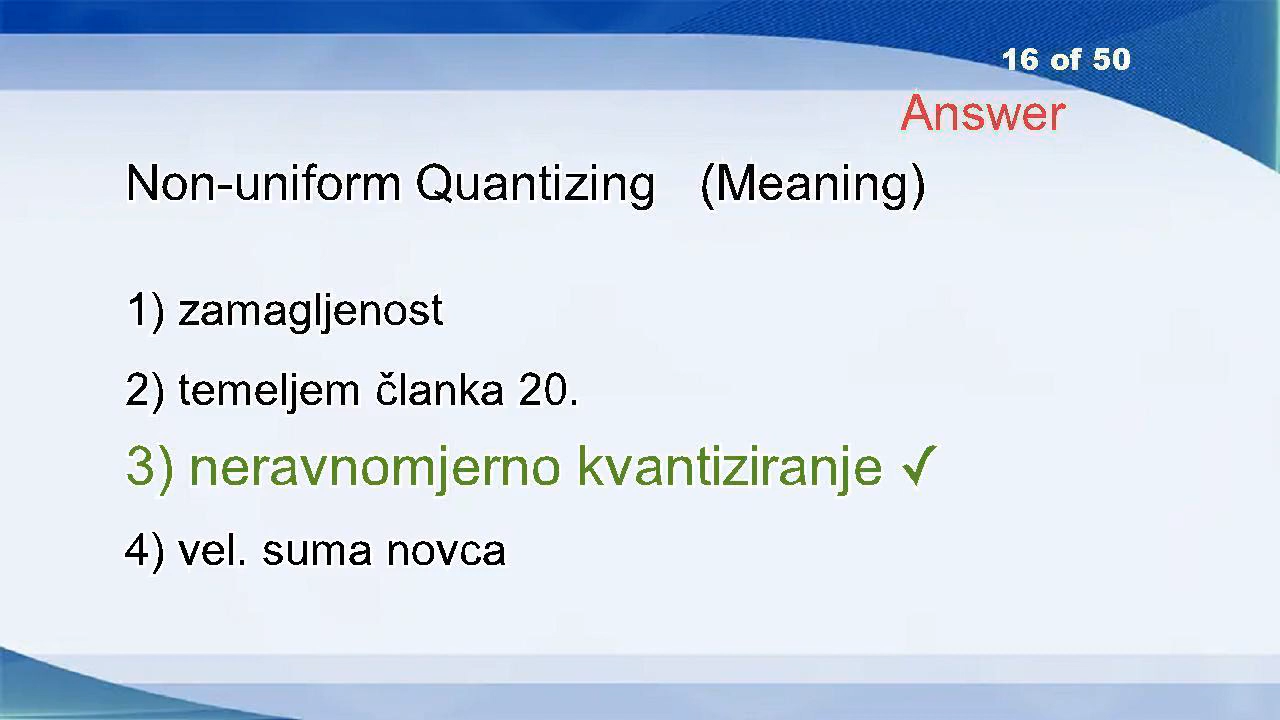 16 of 50
Answer
Non-uniform Quantizing (Meaning)
1) zamagljenost
2) temeljem članka 20.
3) neravnomjerno kvantiziranje ✓
4) vel. suma novca